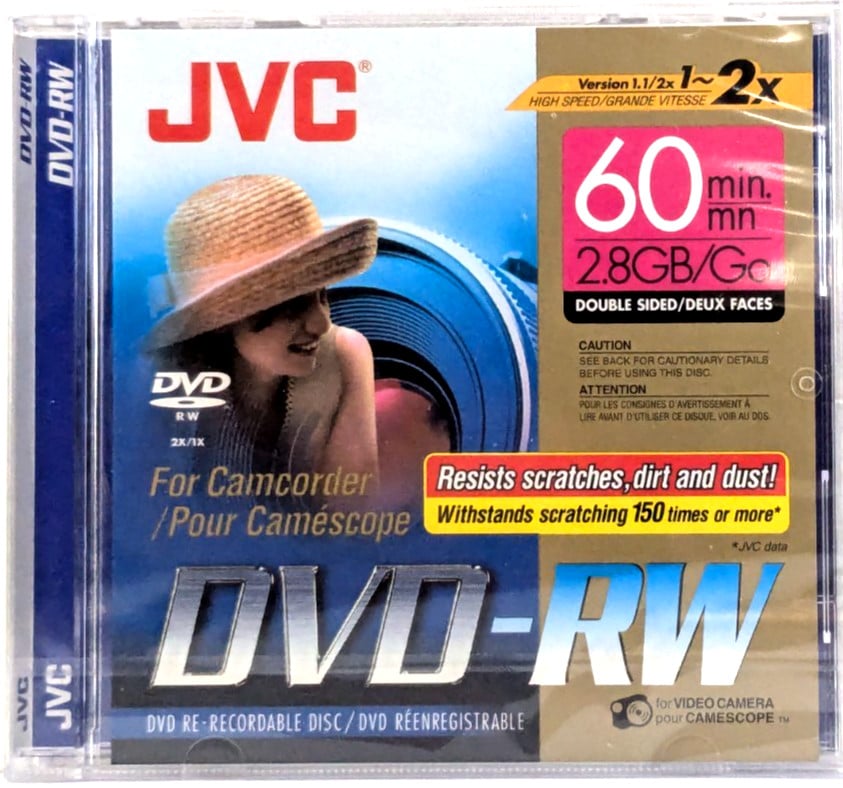 JVC®
Version 1.1/2x 1~2x
HIGH SPEED/GRANDE VITESSE
60 min.
mn
2.8GB/Go
DOUBLE SIDED/DEUX FACES
CAUTION
SEE BACK FOR CAUTIONARY DETAILS
BEFORE USING THIS DISC.
ATTENTION
POUR LES CONSIGNES D'AVERTISSEMENT À
LIRE AVANT D'UTILISER CE DISQUE, VOIR AU DOS.
DVD
RW
2X/1X
For Camcorder
/Pour Caméscope
Resists scratches, dirt and dust!
Withstands scratching 150 times or more*
*JVC data
DVD-RW
DVD RE-RECORDABLE DISC/DVD RÉENREGISTRABLE
for VIDEO CAMERA
pour CAMESCOPE TM
DVD-RW
JVC
DVD-RW
JVC